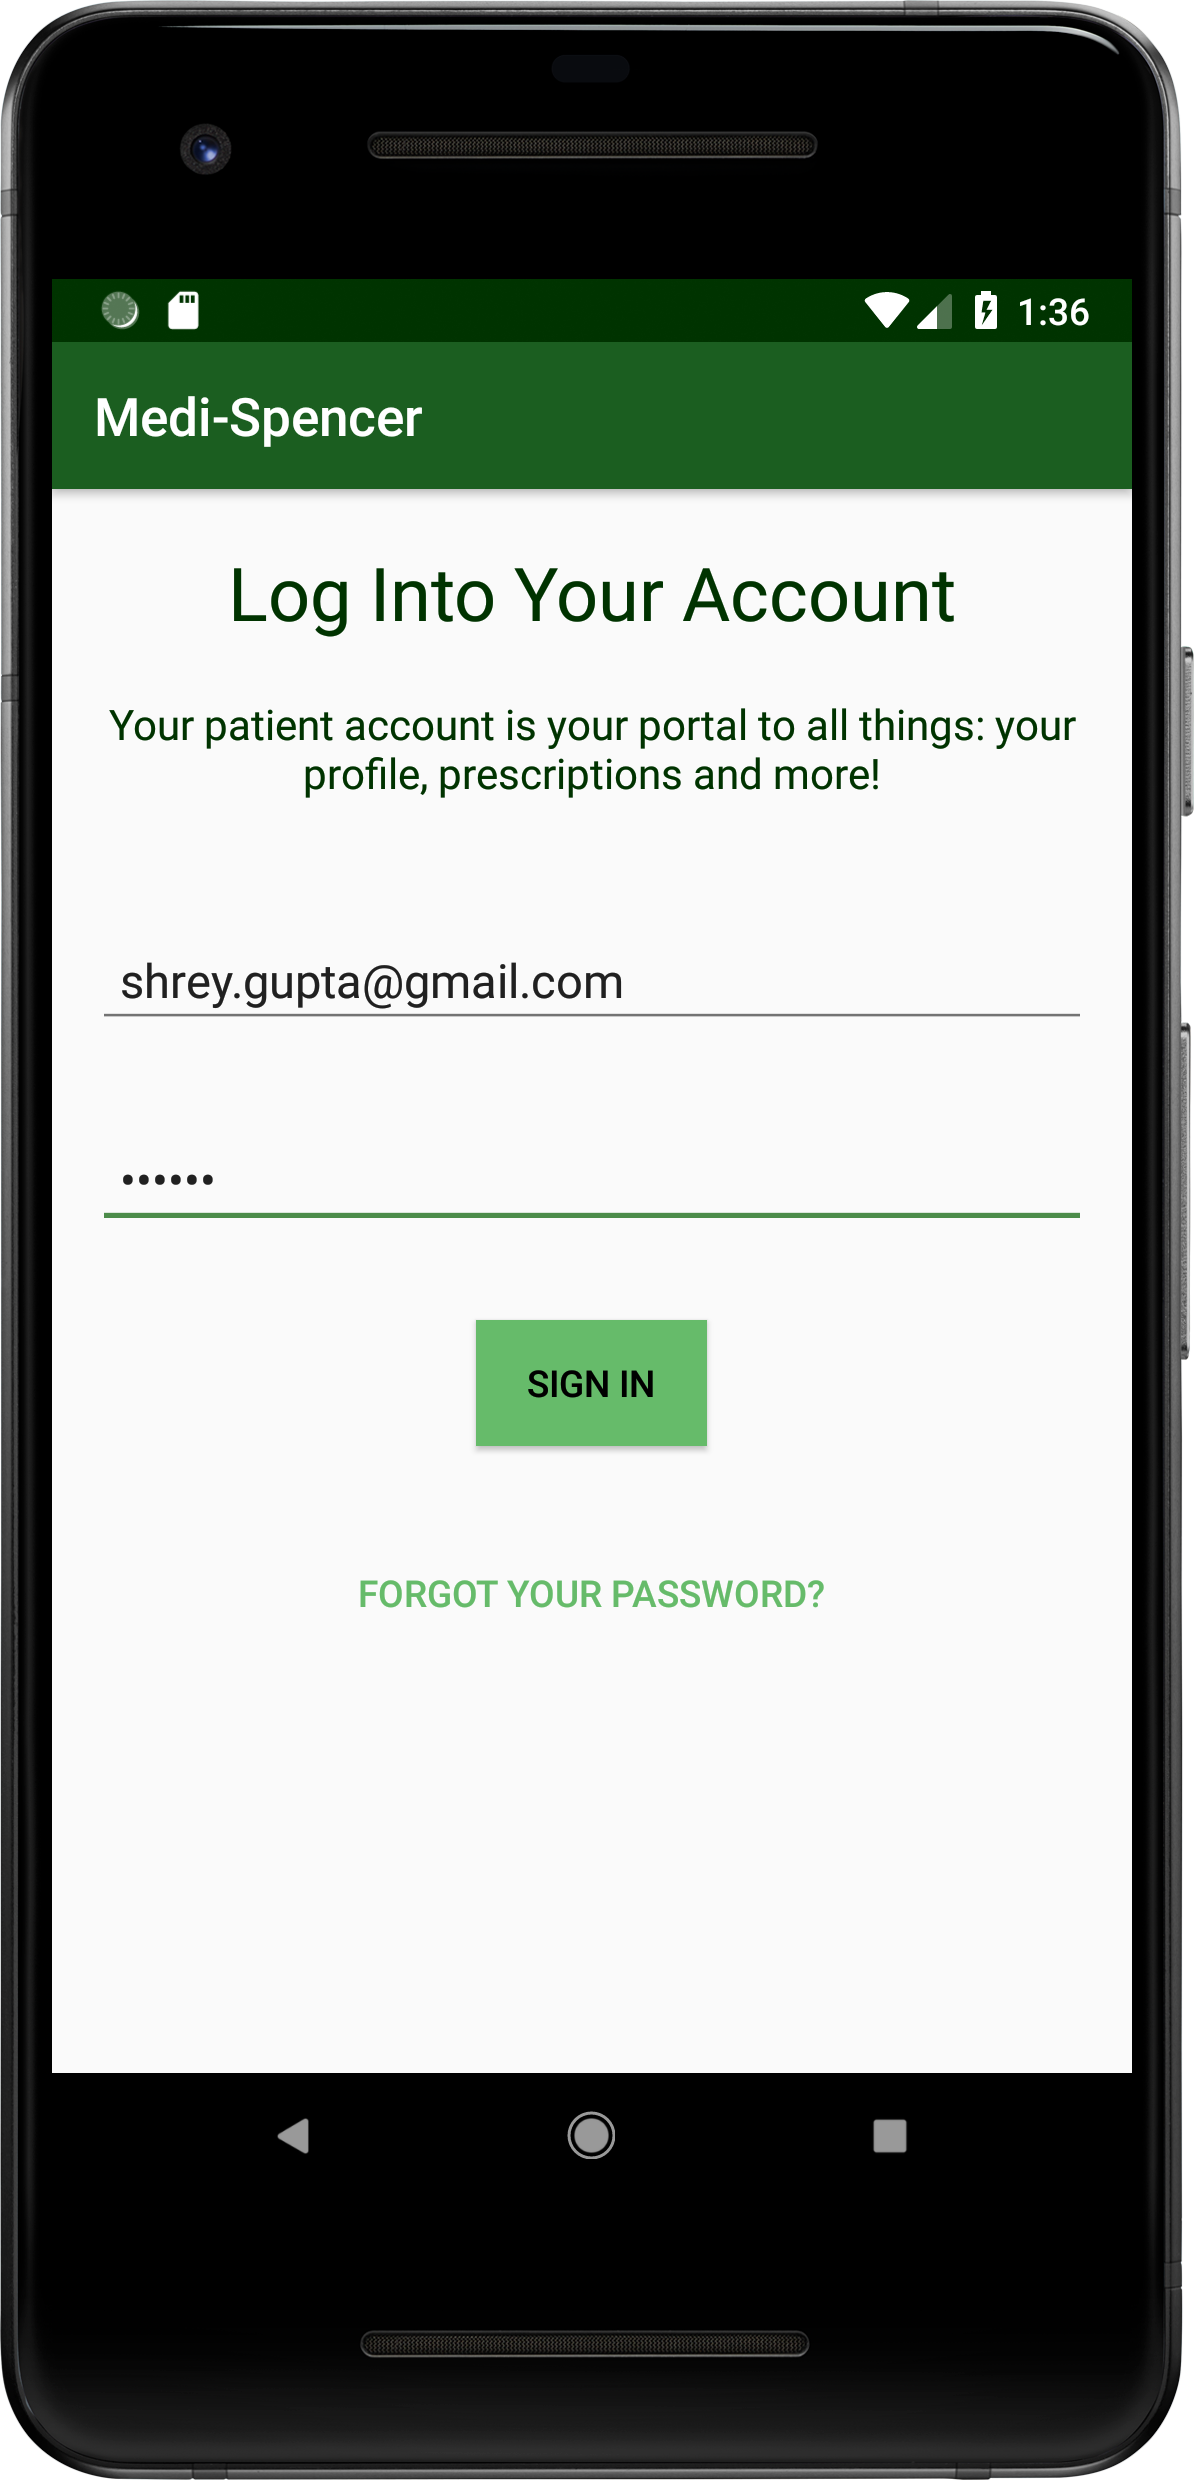 1:36
Medi-Spencer
Log Into Your Account
Your patient account is your portal to all things: your
profile, prescriptions and more!
shrey.gupta@gmail.com
••••••
SIGN IN
FORGOT YOUR PASSWORD?